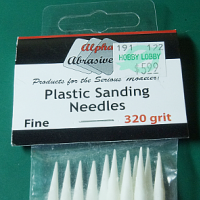 Alpha
Abrasives
191 122
HOBBY LOBBY
Products for the Serious Modeler!
Plastic Sanding
Needles
Fine
320 grit